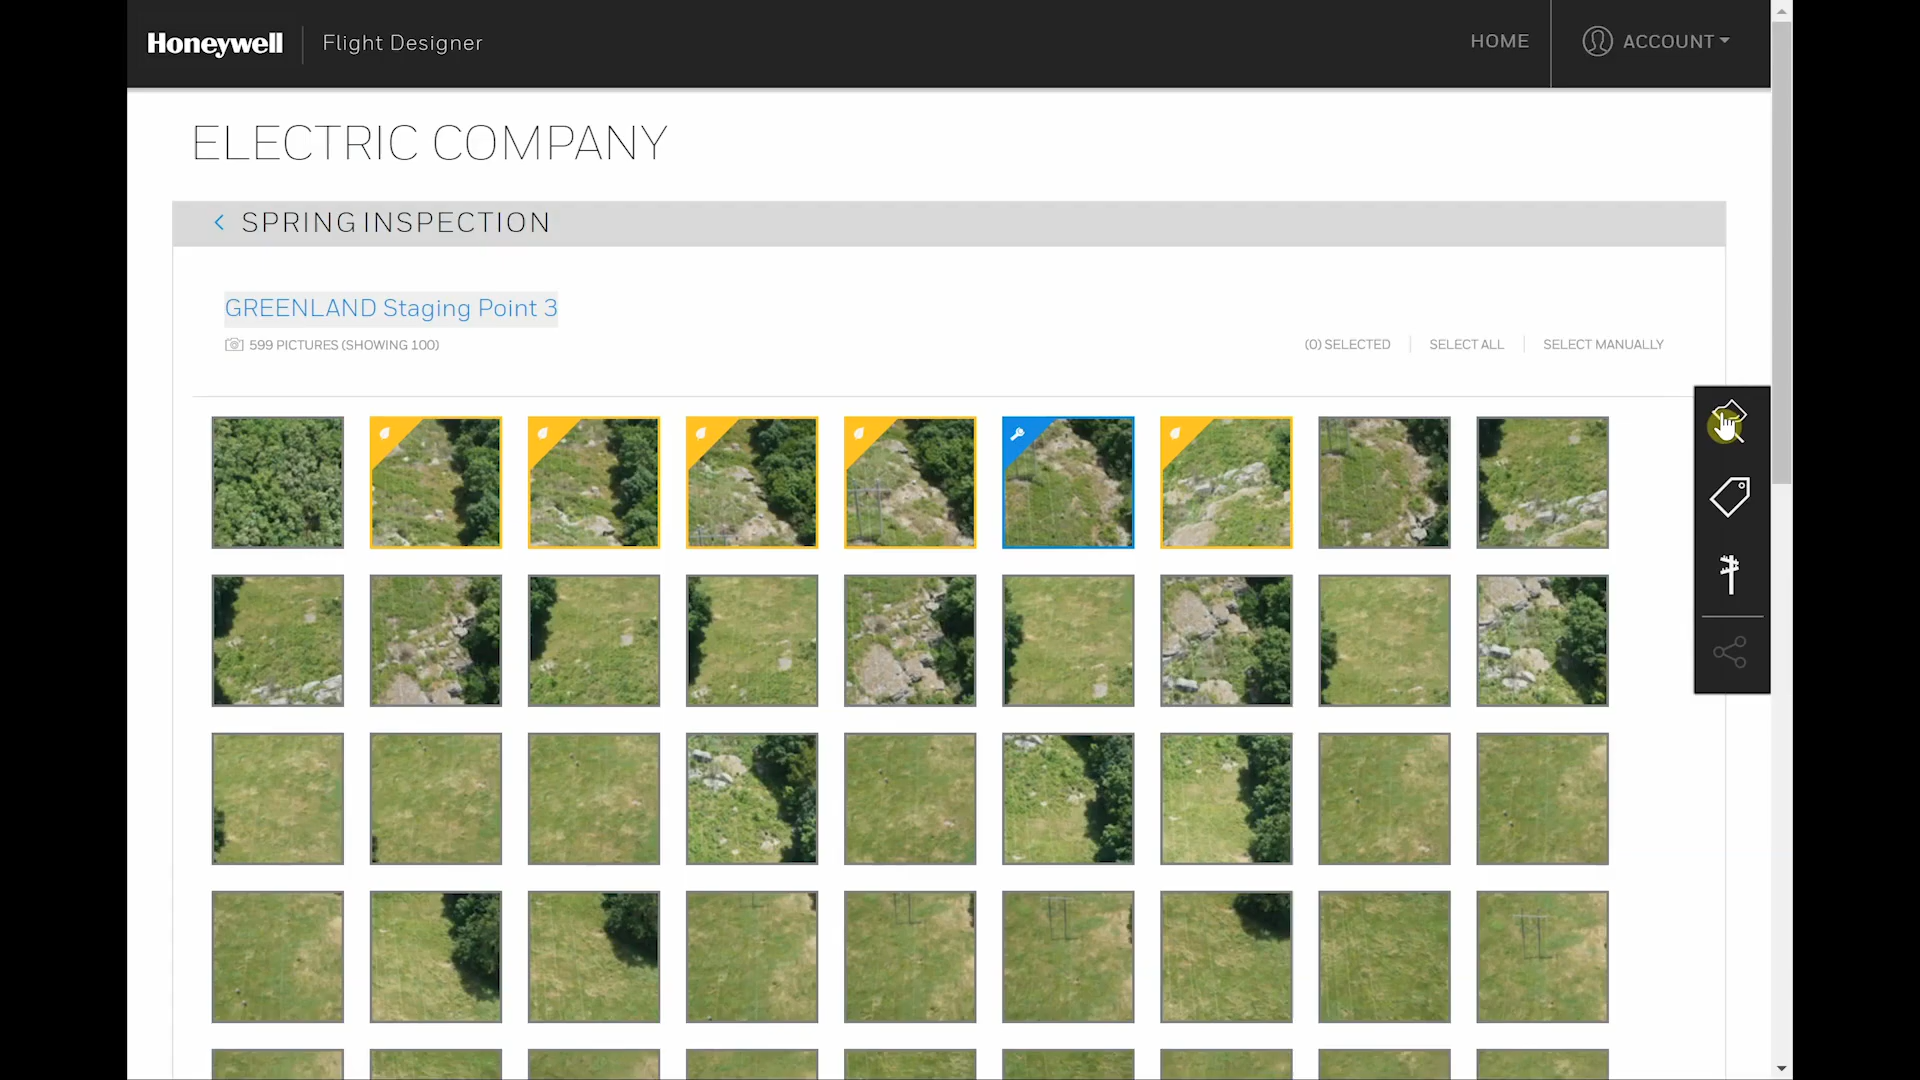 Honeywell
Flight Designer
HOME
ACCOUNT
ELECTRIC COMPANY
SPRING INSPECTION
GREENLAND Staging Point 3
599 PICTURES (SHOWING 100)
(0) SELECTED
SELECT ALL
SELECT MANUALLY